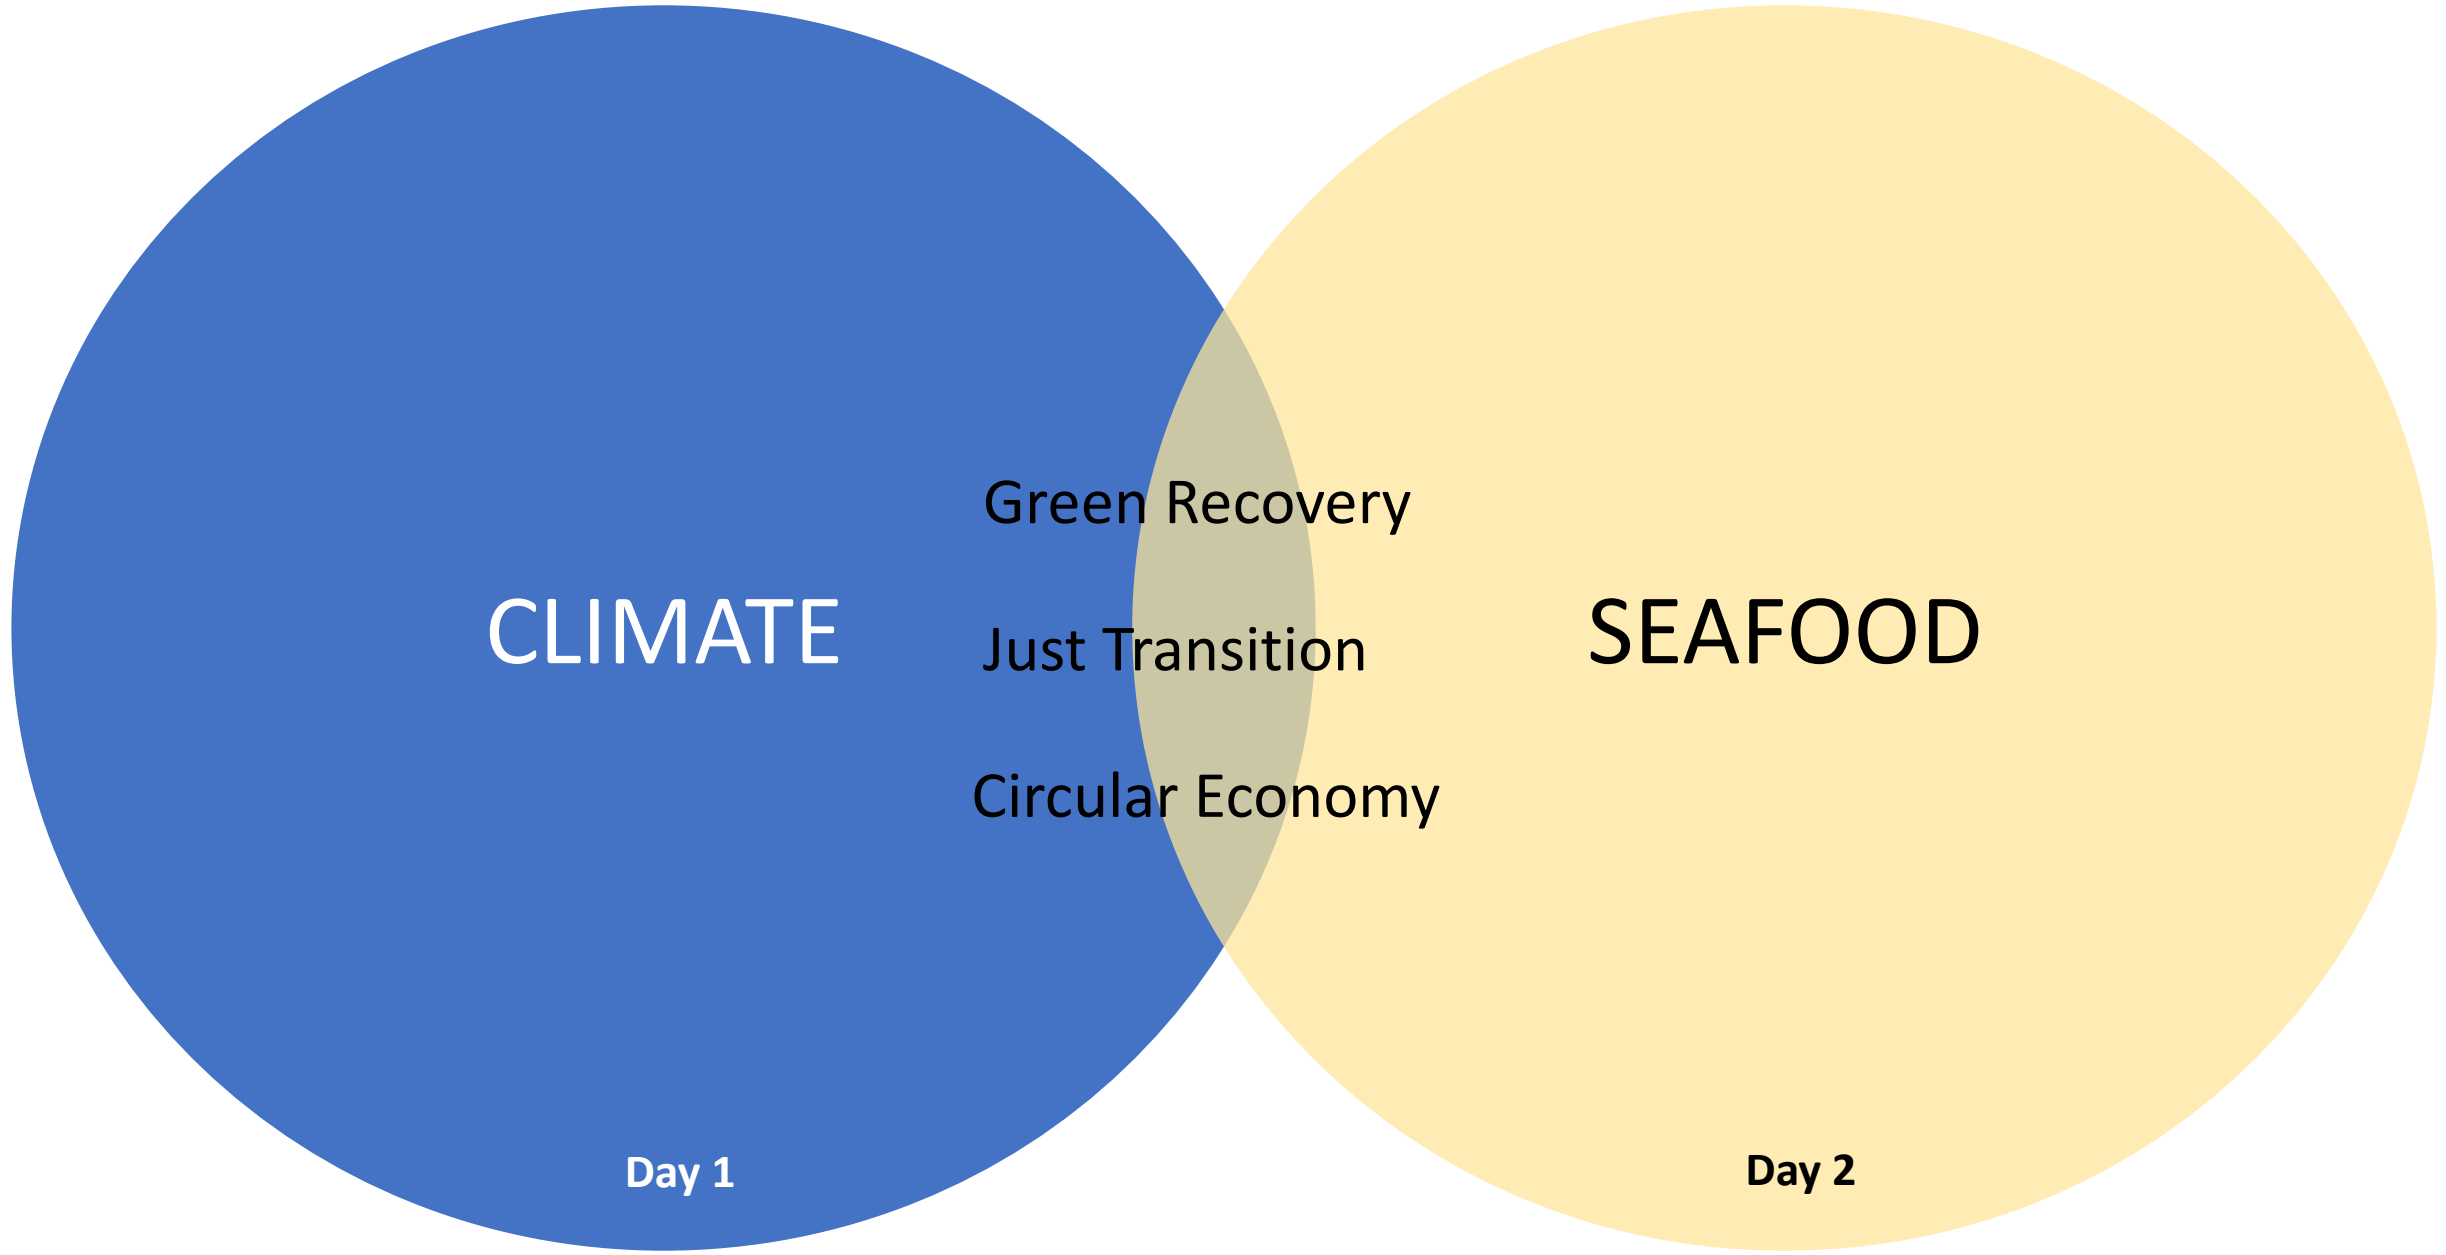 Green Recovery
CLIMATE
Just Transition
SEAFOOD
Circular Economy
Day 1
Day 2